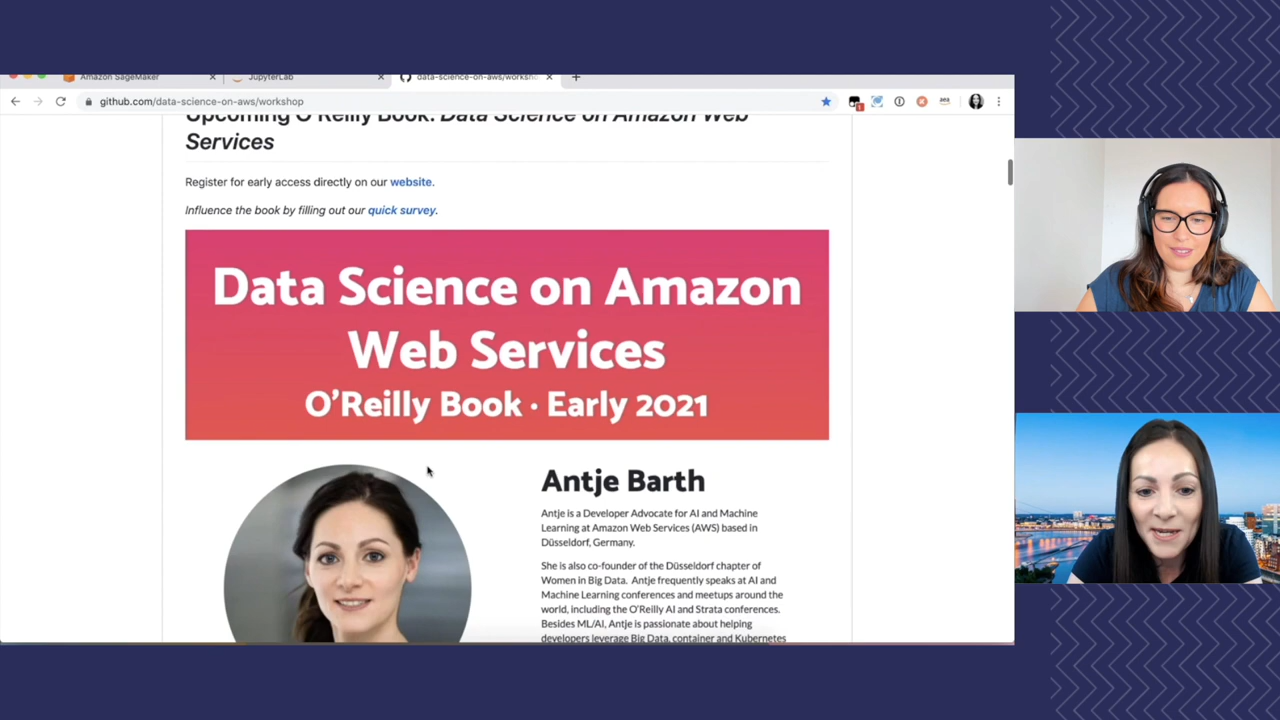 Amazon SageMaker
JupyterLab
data-science-on-aws/worksh
github.com/data-science-on-aws/workshop
Upcoming O'Reilly Book: Data Science on Amazon Web
Services
Register for early access directly on our website.
Influence the book by filling out our quick survey.
Data Science on Amazon
Web Services
O'Reilly Book · Early 2021
Antje Barth
Antje is a Developer Advocate for AI and Machine
Learning at Amazon Web Services (AWS) based in
Düsseldorf, Germany.
She is also co-founder of the Düsseldorf chapter of
Women in Big Data. Antje frequently speaks at AI and
Machine Learning conferences and meetups around the
world, including the O'Reilly AI and Strata conferences.
Besides ML/AI, Antje is passionate about helping
developers leverage Big Data, container and Kubernetes